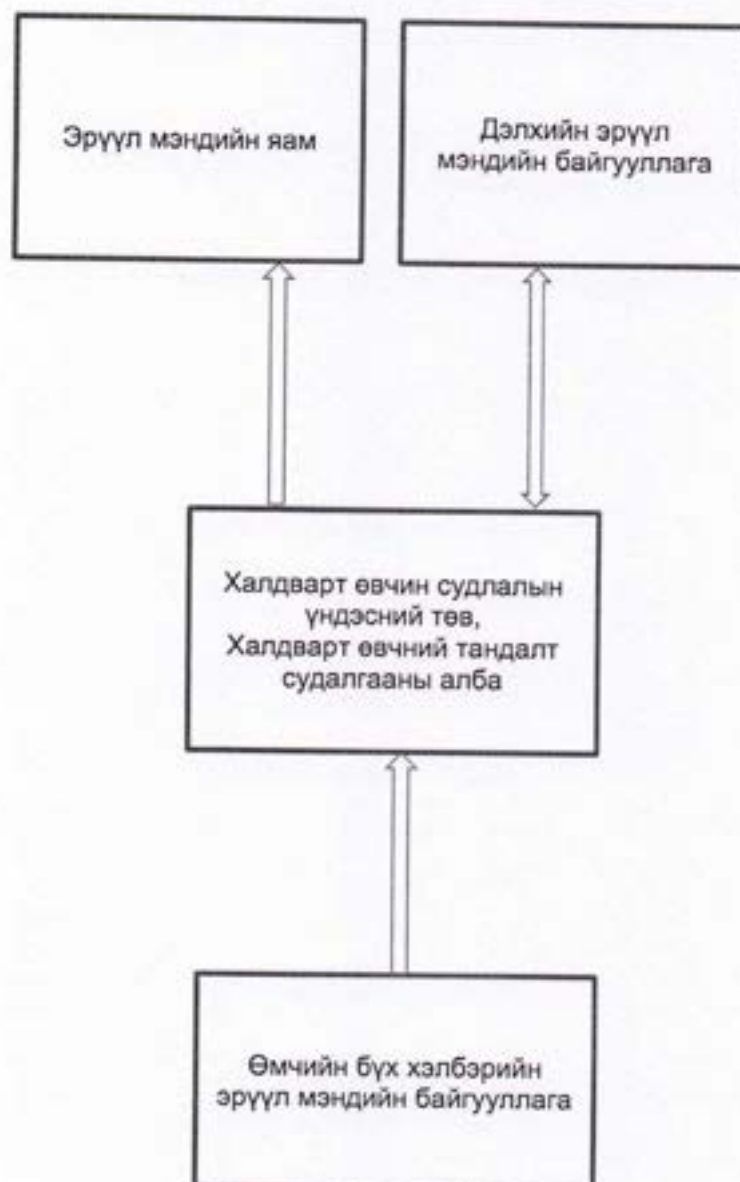 Эрүүл мэндийн яам
Дэлхийн эрүүл
мэндийн байгууллага
Халдварт өвчин судлалын
үндэсний төв,
Халдварт өвчний тандалт
судалгааны алба
Өмчийн бүх хэлбэрийн
эрүүл мэндийн байгууллага